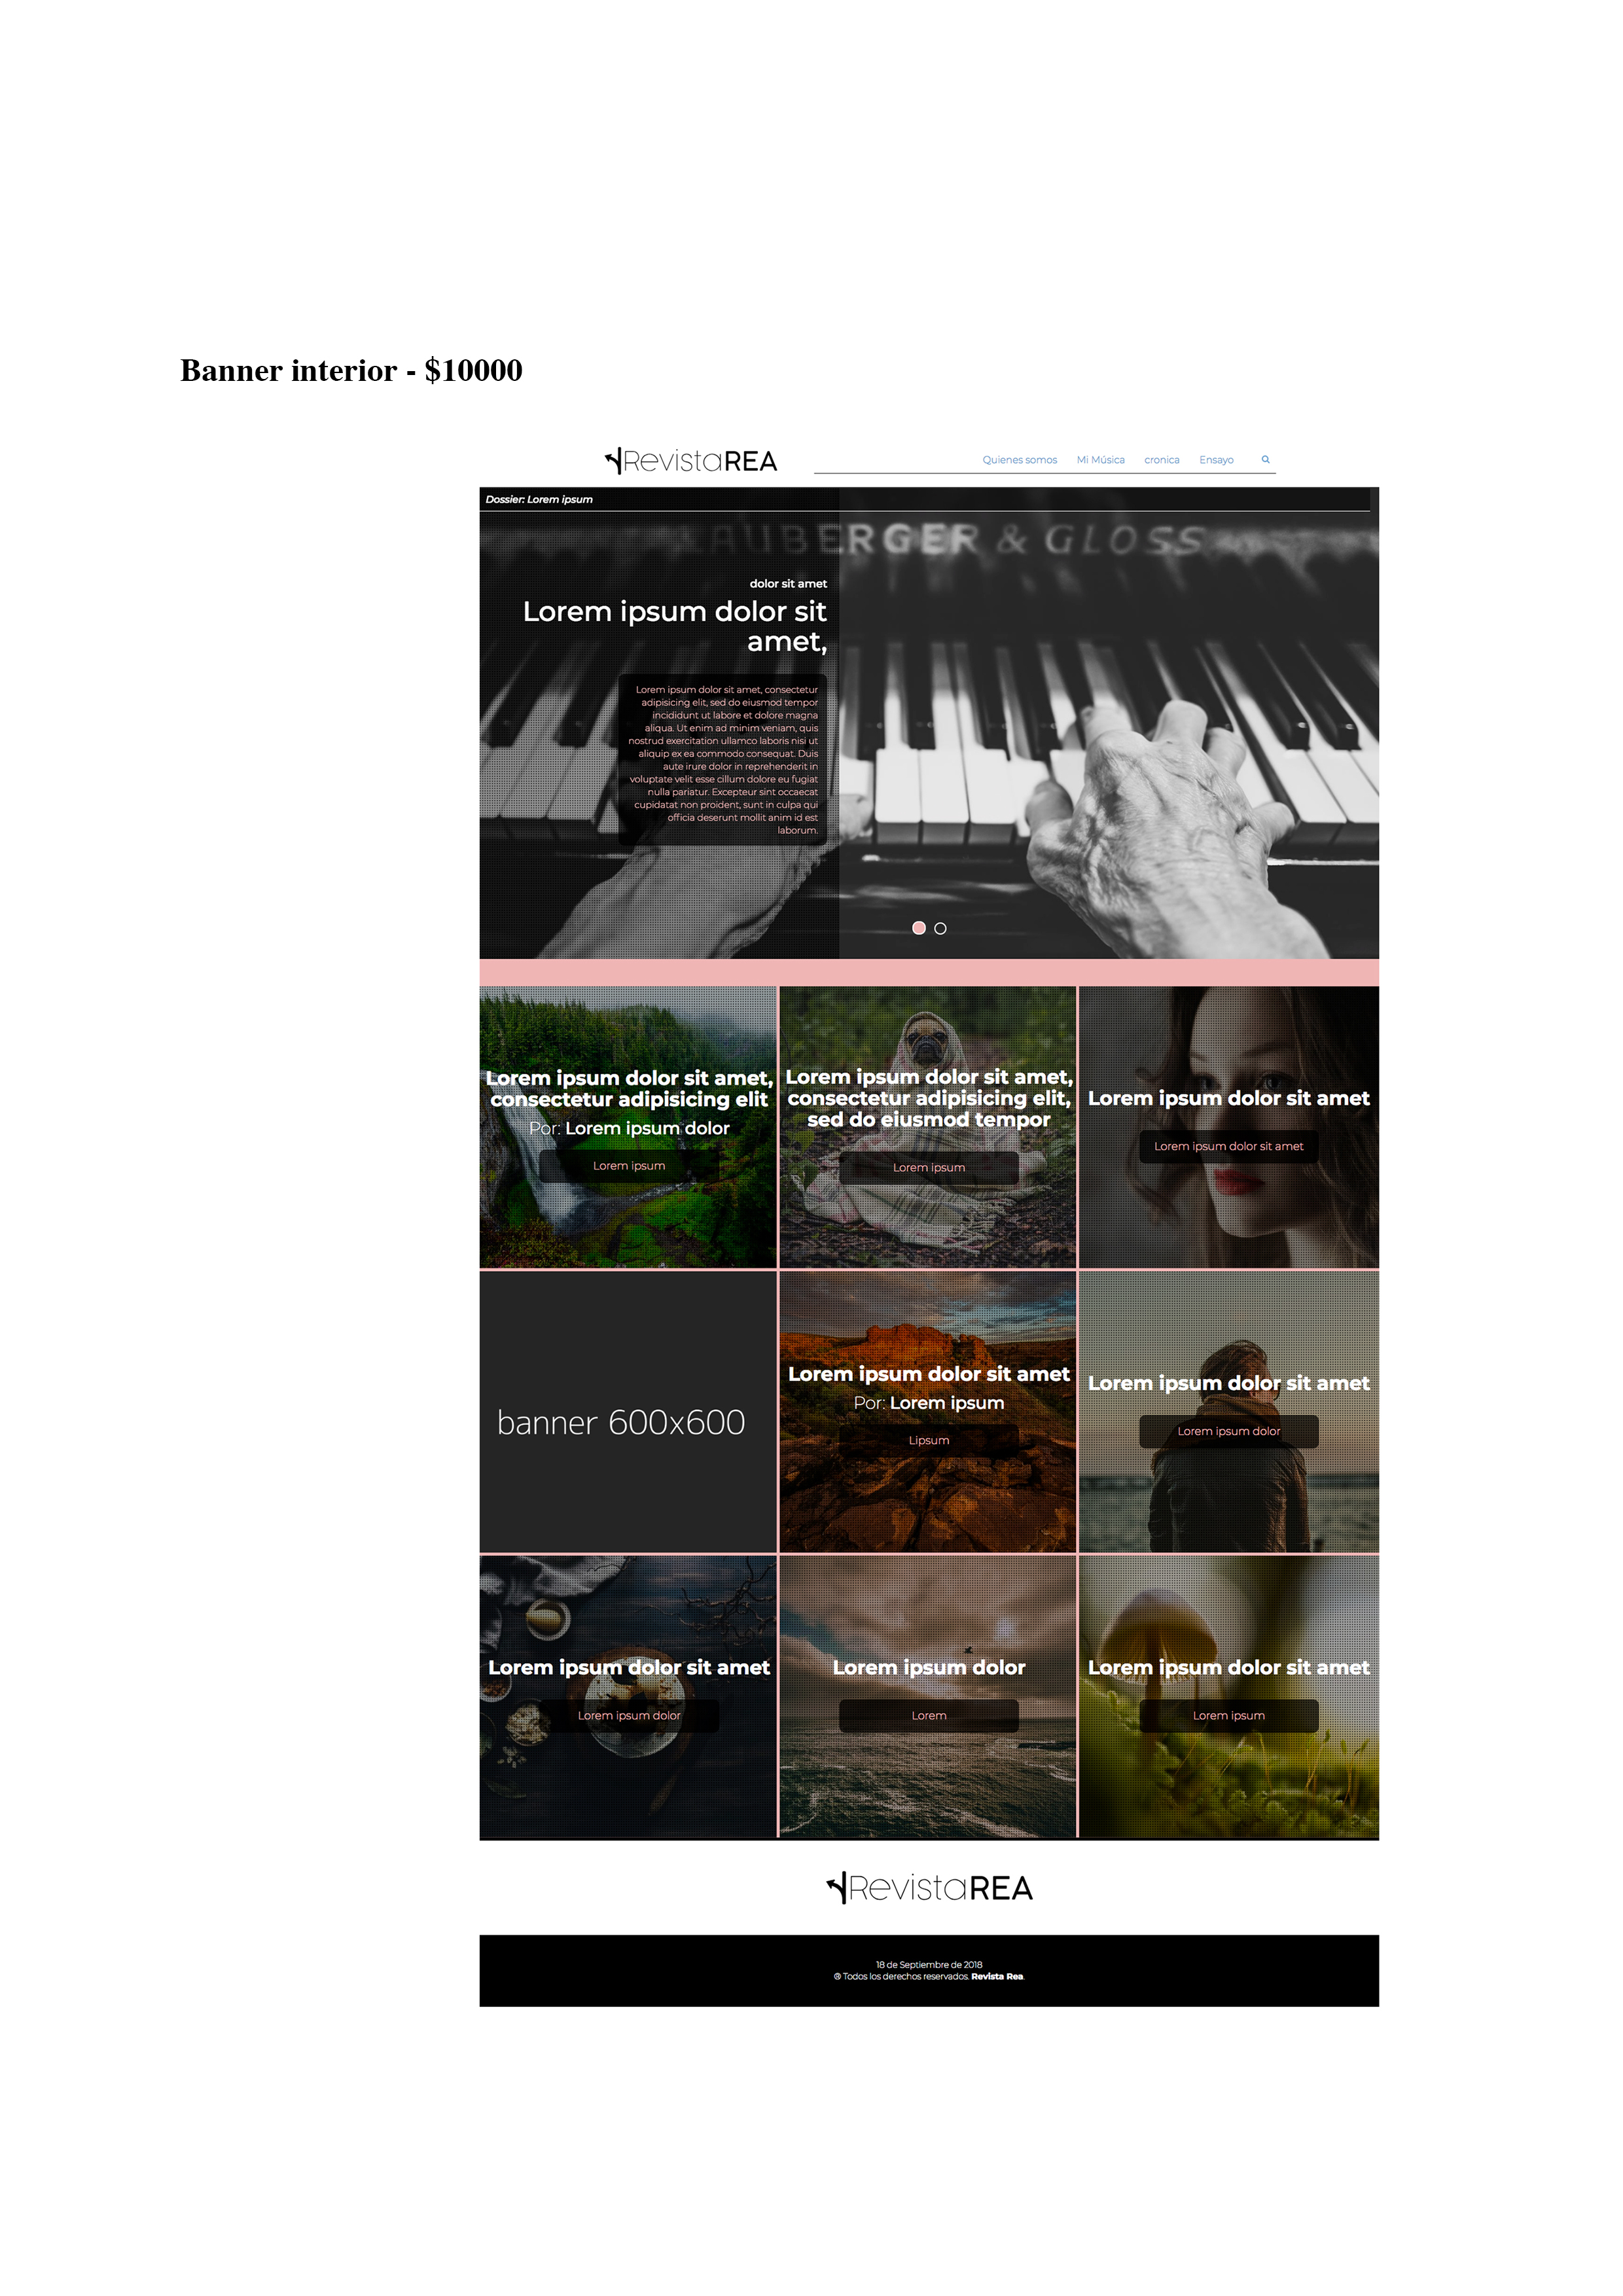 Banner interior - $10000
RevistaREA
Quienes somos Mi Música cronica Ensayo
Dossier: Lorem ipsum
AUBERGER & GLOSS
dolor sit amet
Lorem ipsum dolor sit
amet,
Lorem ipsum dolor sit amet, consectetur
adipisicing elit, sed do eiusmod tempor
incididunt ut labore et dolore magna
aliqua. Ut enim ad minim veniam, quis
nostrud exercitation ullamco laboris nisi ut
aliquip ex ea commodo consequat. Duis
aute irure dolor in reprehenderit in
voluptate velit esse cillum dolore eu fugiat
nulla pariatur. Excepteur sint occaecat
cupidatat non proident, sunt in culpa qui
officia deserunt mollit anim id est
laborum.
Lorem ipsum dolor sit amet,
consectetur adipisicing elit
Por: Lorem ipsum dolor
Lorem ipsum
Lorem ipsum dolor sit amet,
consectetur adipisicing elit,
sed do eiusmod tempor
Lorem ipsum
Lorem ipsum dolor sit amet
Lorem ipsum dolor sit amet
banner 600x600
Lorem ipsum dolor sit amet
Por: Lorem ipsum
Lipsum
Lorem ipsum dolor sit amet
Lorem ipsum dolor
Lorem ipsum dolor sit amet
Lorem ipsum dolor
Lorem ipsum dolor
Lorem
Lorem ipsum dolor sit amet
Lorem ipsum
RevistaREA
18 de Septiembre de 2018
® Todos los derechos reservados. Revista Rea.